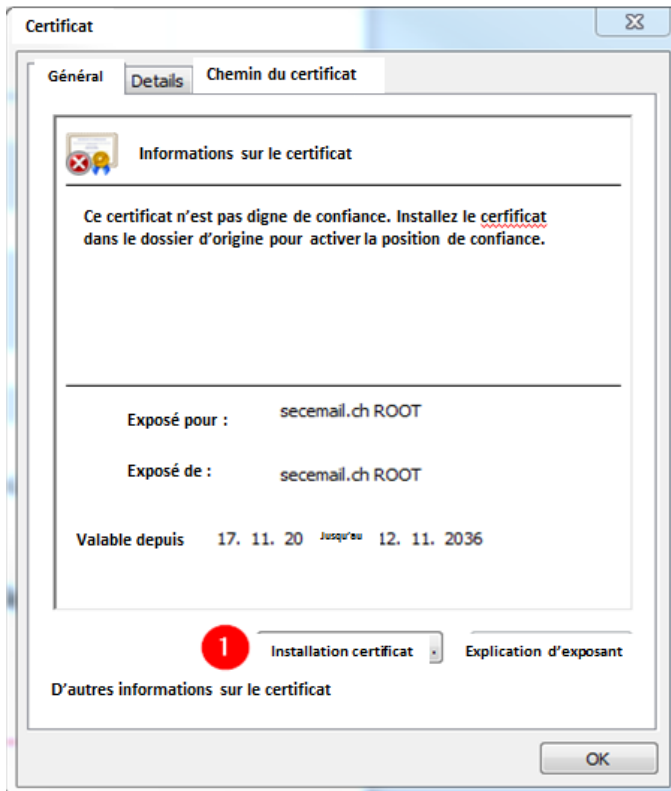 Certificat
Général Details Chemin du certificat
Informations sur le certificat
Ce certificat n'est pas digne de confiance. Installez le cerfificat
dans le dossier d'origine pour activer la position de confiance.
Exposé pour : secemail.ch ROOT
Exposé de : secemail.ch ROOT
Valable depuis 17. 11. 20 Jusqu'au 12. 11. 2036
1 Installation certificat Explication d'exposant
D'autres informations sur le certificat
OK